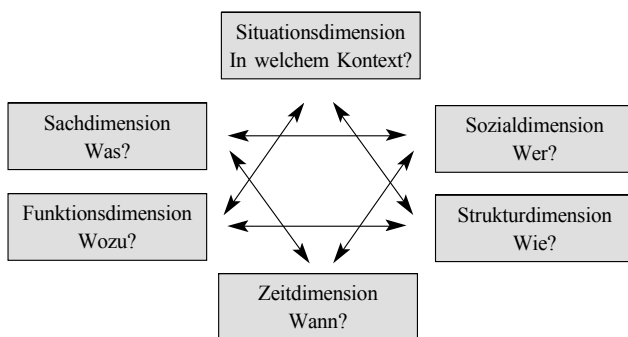 Situationsdimension
In welchem Kontext?
Sachdimension
Was?
Sozialdimension
Wer?
Funktionsdimension
Wozu?
Strukturdimension
Wie?
Zeitdimension
Wann?